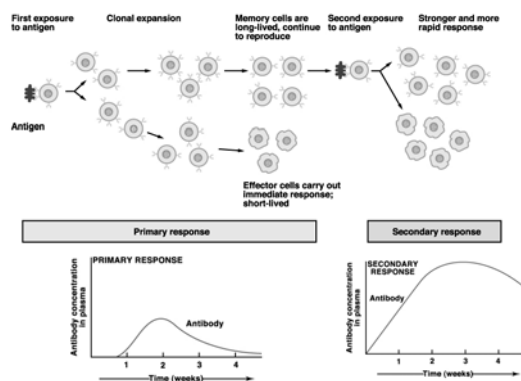 First exposure
to antigen
Clonal expansion
Memory cells are
long-lived, continue
to reproduce
Second exposure
to antigen
Stronger and more
rapid response
Antigen
Effector cells carry out
immediate response;
short-lived
Primary response
Secondary response
PRIMARY RESPONSE
Antibody concentration
in plasma
Antibody
1 2 3 4
Time (weeks)
SECONDARY
RESPONSE
Antibody concentration
in plasma
Antibody
1 2 3 4
Time (weeks)